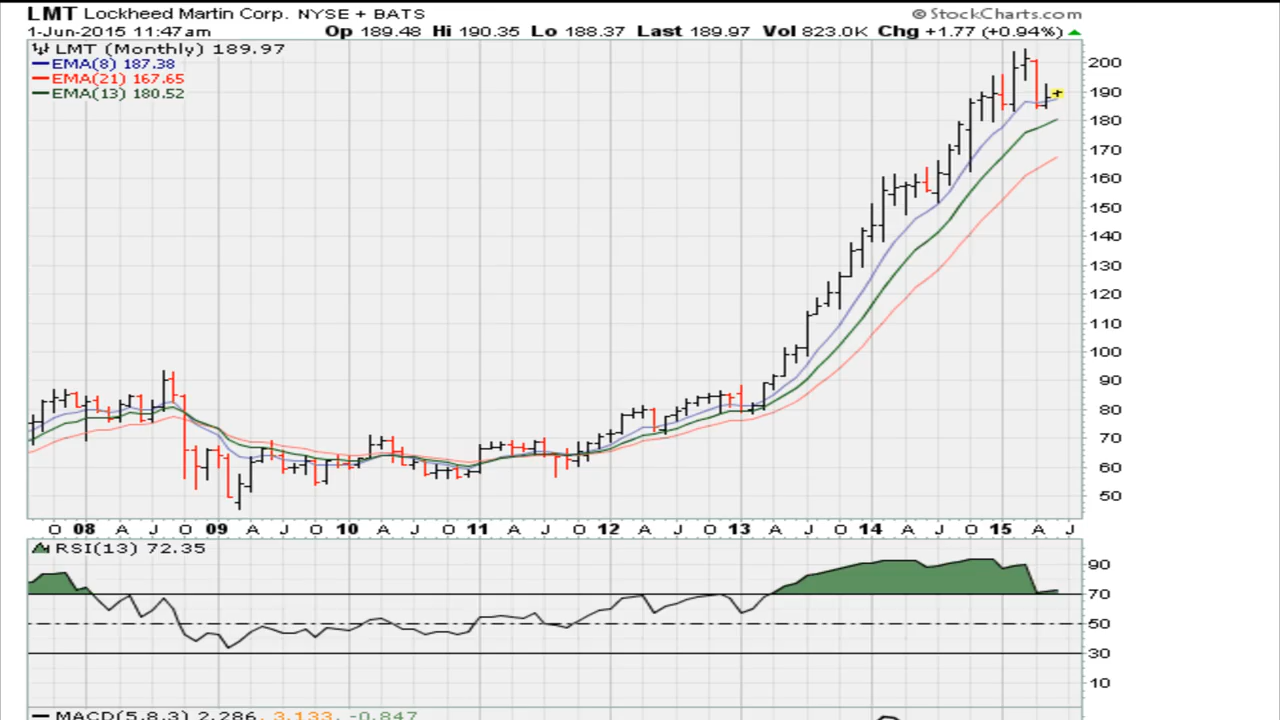 LMT Lockheed Martin Corp. NYSE + BATS © StockCharts.com
1-Jun-2015 11:47am Op 189.48 Hi 190.35 Lo 188.37 Last 189.97 Vol 823.0K Chg +1.77 (+0.94%)
LMT (Monthly) 189.97
EMA(8) 187.38
EMA(21) 167.65
EMA(13) 180.52
200
190
180
170
160
150
140
130
120
110
100
90
80
70
60
50
O 08 A J O 09 A J O 10 A J O 11 A J O 12 A J O 13 A J O 14 A J O 15 A J
RSI(13) 72.35
90
70
50
30
10
MACD(5,8,3) 2.286, 3.133, -0.847